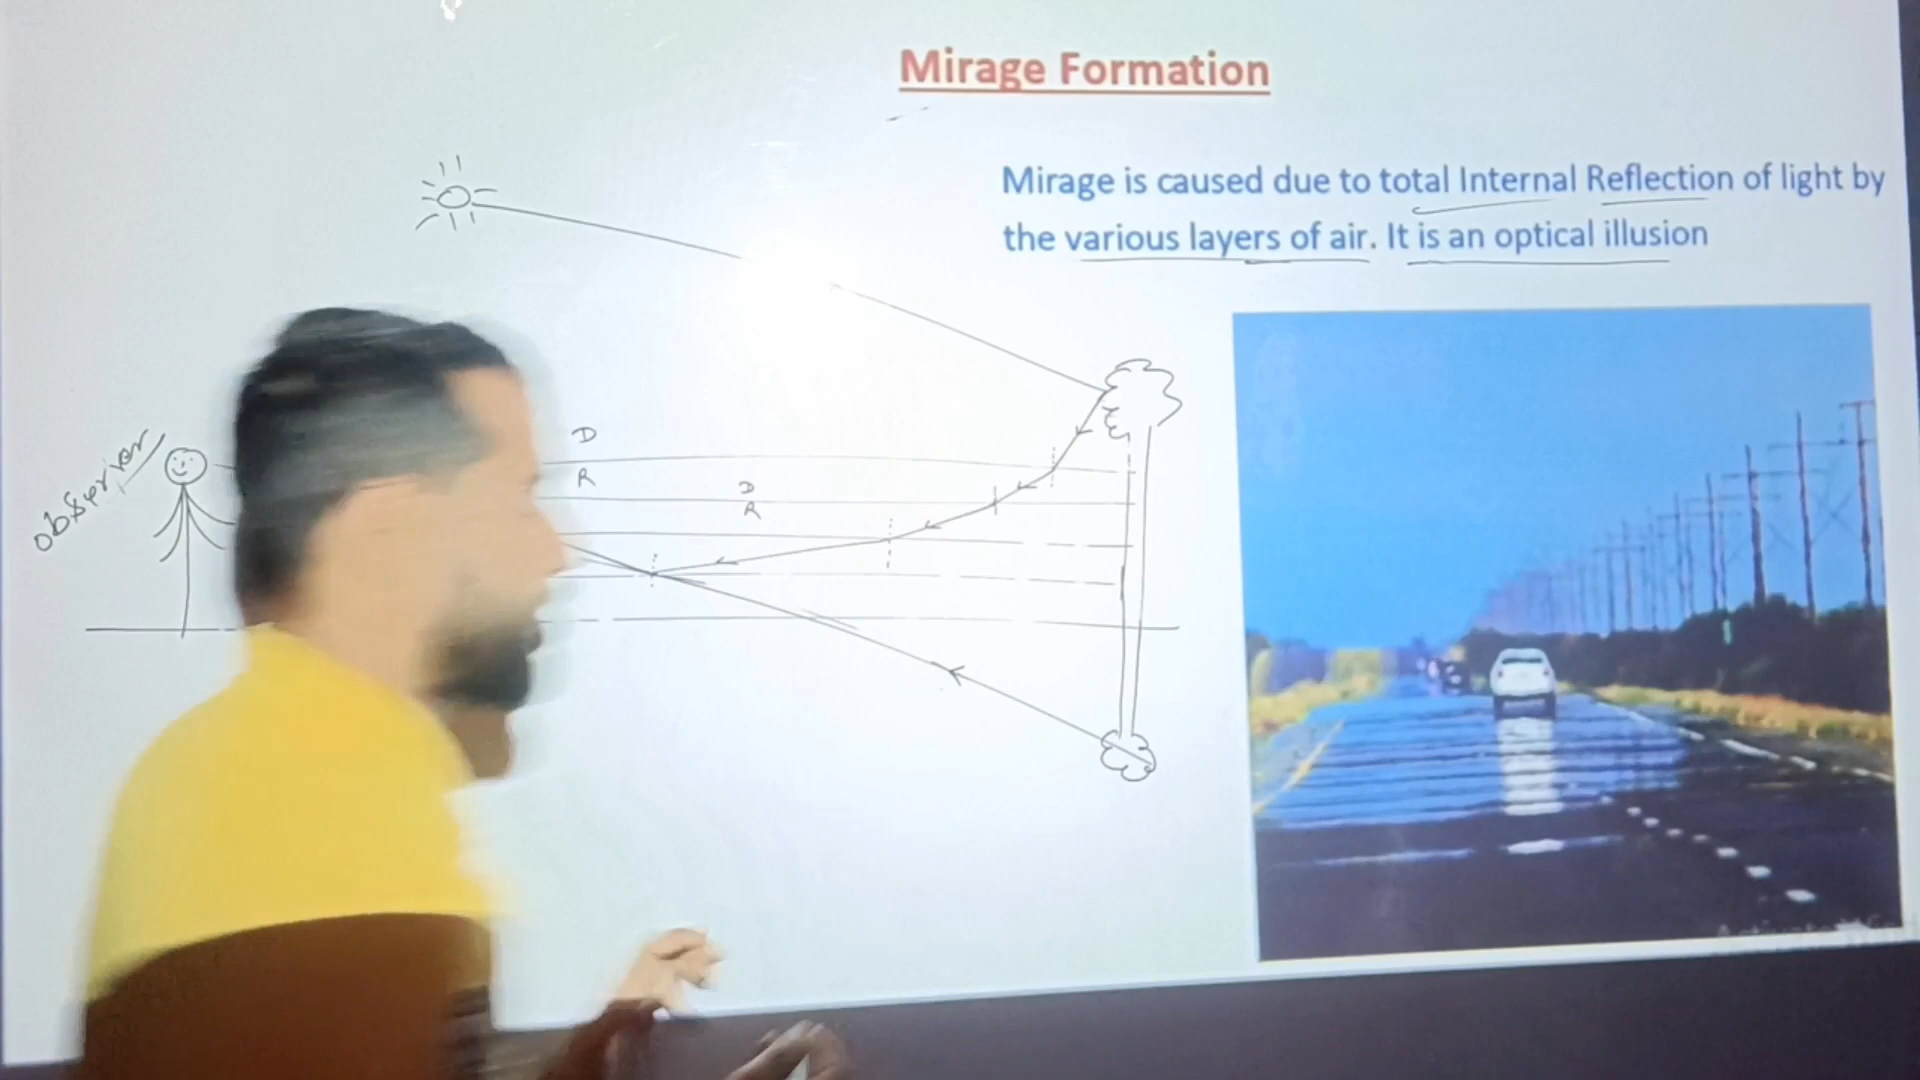 Mirage Formation
Mirage is caused due to total Internal Reflection of light by
the various layers of air. It is an optical illusion
D
R
D
R
observer